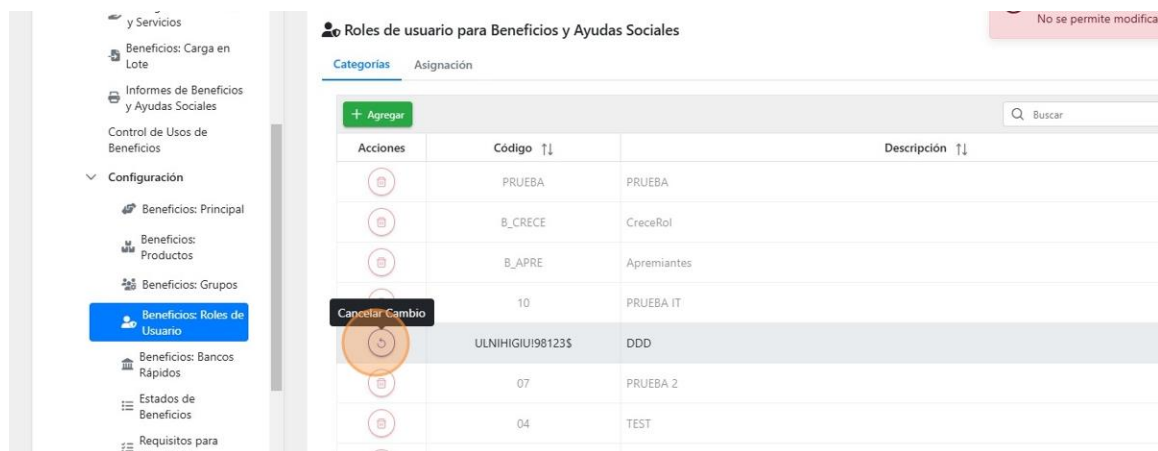 y Servicios
Beneficios: Carga en
Lote
Informes de Beneficios
y Ayudas Sociales
Control de Usos de
Beneficios
Configuración
Beneficios: Principal
Beneficios:
Productos
Beneficios: Grupos
Beneficios: Roles de
Usuario
Beneficios: Bancos
Rápidos
Estados de
Beneficios
Requisitos para
No se permite modifica
Roles de usuario para Beneficios y Ayudas Sociales
Categorías Asignación
+ Agregar Buscar
Acciones Código Descripción
PRUEBA PRUEBA
B_CRECE CreceRol
B_APRE Apremiantes
10 PRUEBA IT
Cancelar Cambio
ULNIHIGIU!98123$ DDD
07 PRUEBA 2
04 TEST